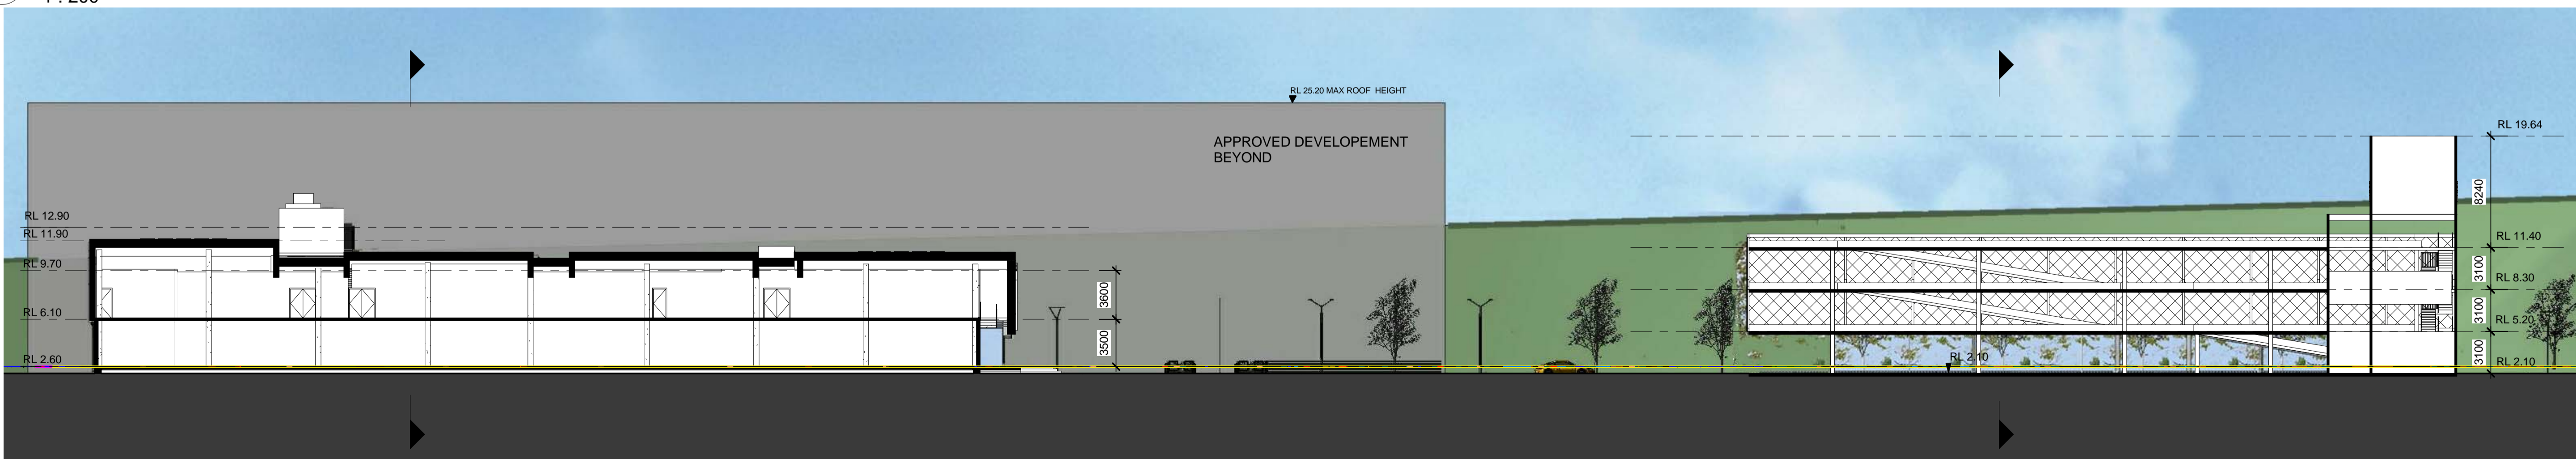 RL 25.20 MAX ROOF HEIGHT
APPROVED DEVELOPEMENT
BEYOND
RL 12.90
RL 11.90
RL 9.70
RL 6.10
RL 2.60
3600
3500
RL 2.10
RL 19.64
8240
RL 11.40
3100
RL 8.30
3100
RL 5.20
3100
RL 2.10